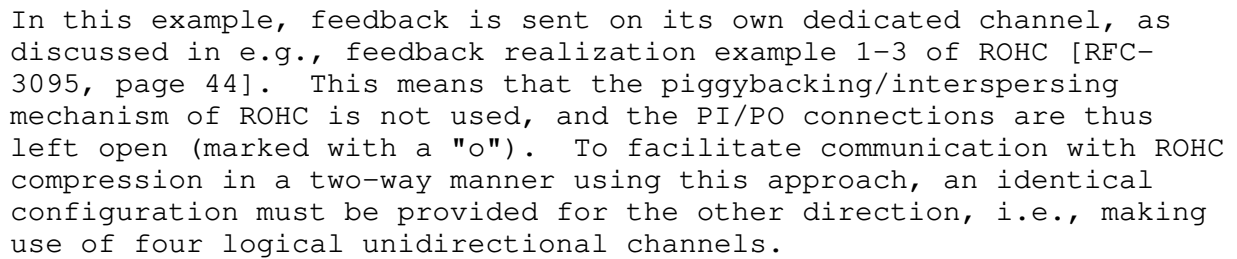 In this example, feedback is sent on its own dedicated channel, as
discussed in e.g., feedback realization example 1-3 of ROHC [RFC-
3095, page 44].  This means that the piggybacking/interspersing
mechanism of ROHC is not used, and the PI/PO connections are thus
left open (marked with a "o").  To facilitate communication with ROHC
compression in a two-way manner using this approach, an identical
configuration must be provided for the other direction, i.e., making
use of four logical unidirectional channels.